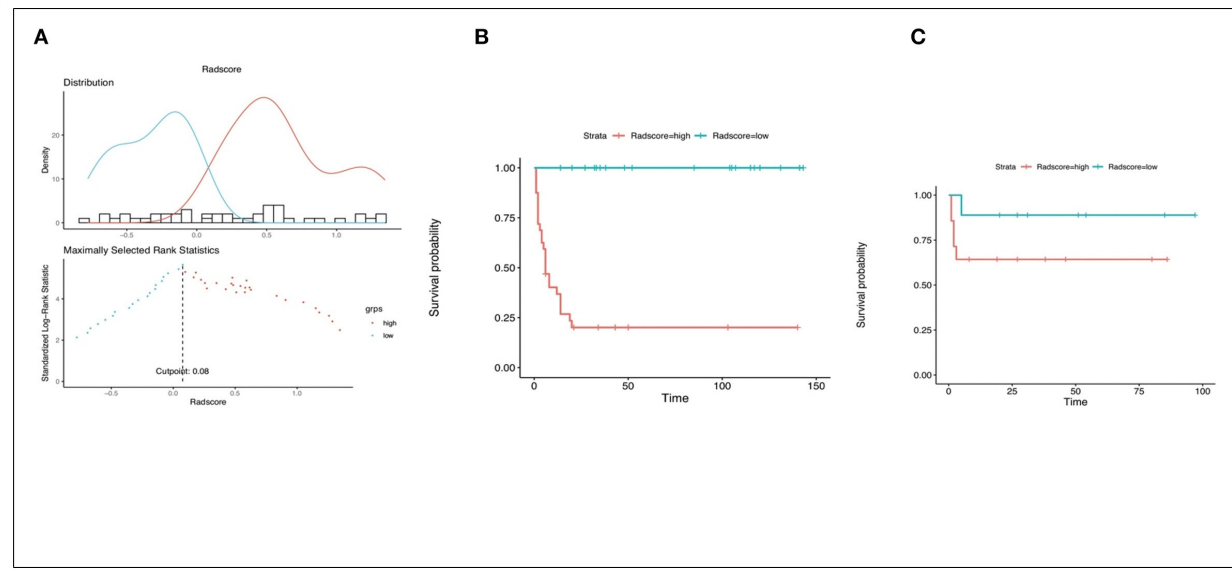 A
Radscore
Distribution
Density
20
10
0
−0.5 0.0 0.5 1.0
Maximally Selected Rank Statistics
Standardized Log−Rank Statistic
4
2
0
Cutpoint: 0.08
−0.5 0.0 0.5 1.0
Radscore
grps
high
low
B
Strata Radscore=high Radscore=low
Survival probability
1.00
0.75
0.50
0.25
0.00
0 50 100 150
Time
C
Strata Radscore=high Radscore=low
Survival probability
1.00
0.75
0.50
0.25
0.00
0 25 50 75 100
Time